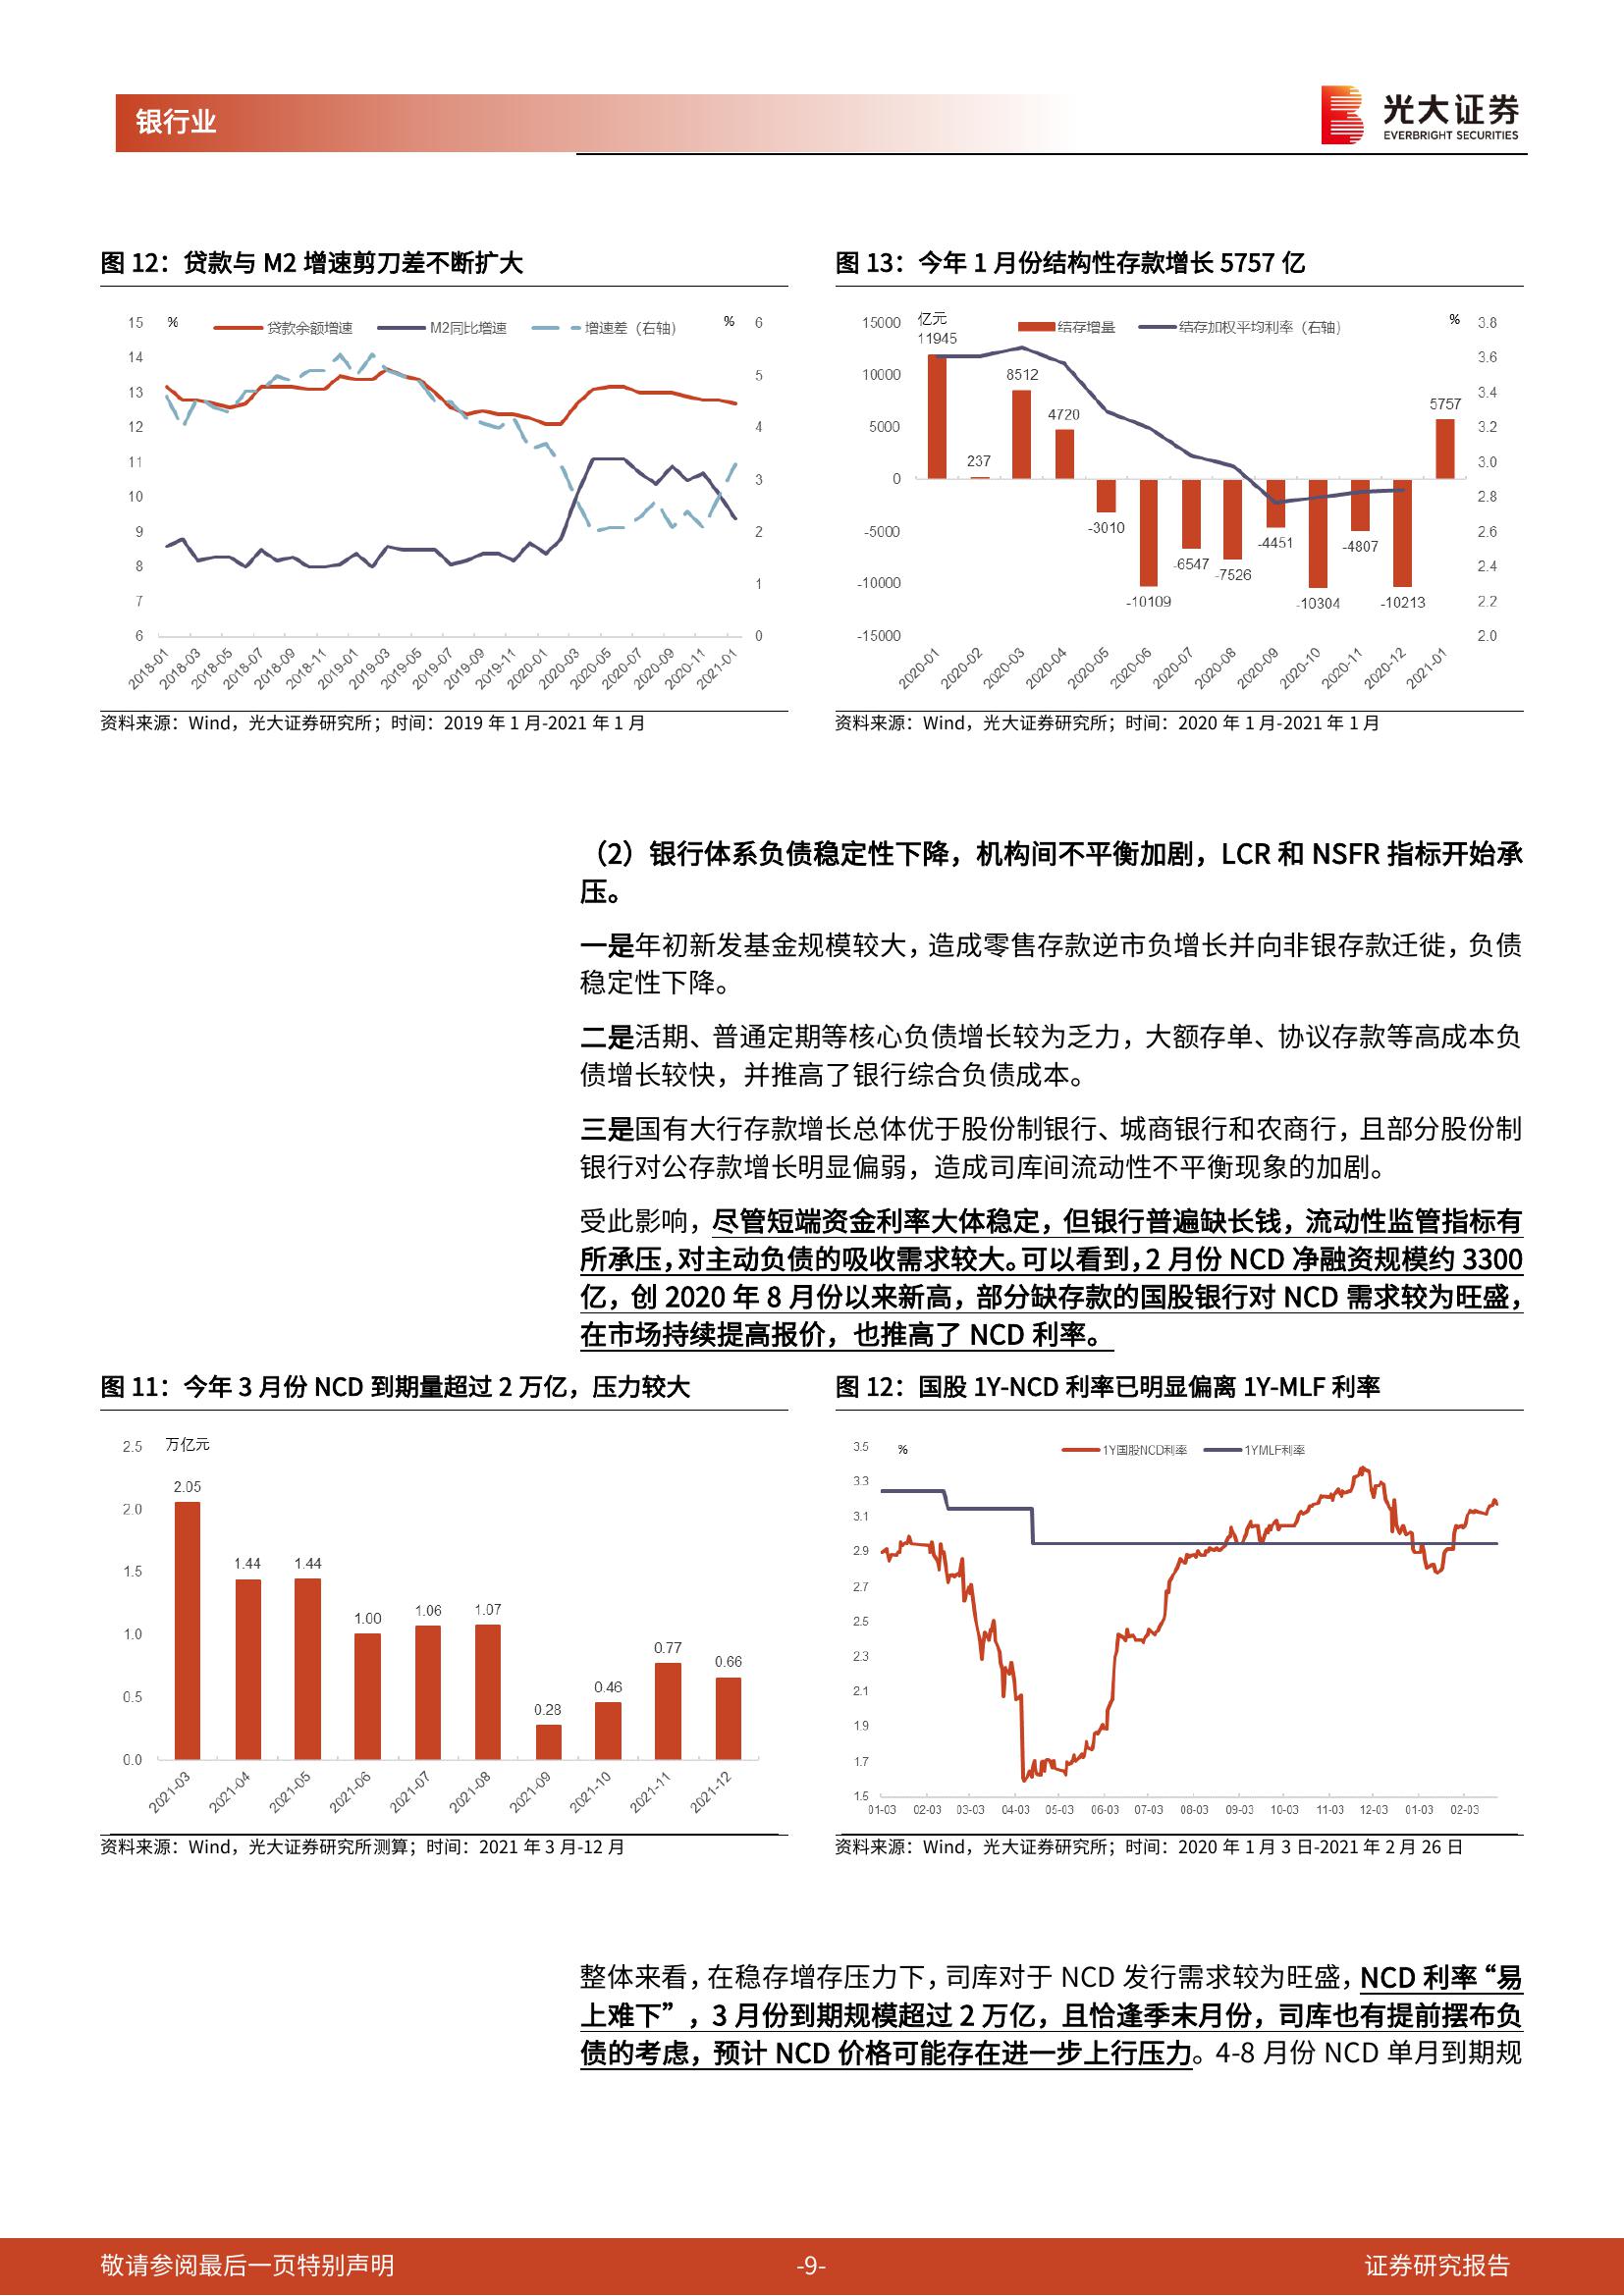 银行业
光大证券
EVERBRIGHT SECURITIES
图 12：贷款与 M2 增速剪刀差不断扩大
% 贷款余额增速 M2同比增速 增速差（右轴） %
15
14
13
12
11
10
9
8
7
6
6
5
4
3
2
1
0
2018-01 2018-03 2018-05 2018-07 2018-09 2018-11 2019-01 2019-03 2019-05 2019-07 2019-09 2019-11 2020-01 2020-03 2020-05 2020-07 2020-09 2020-11 2021-01
资料来源：Wind，光大证券研究所；时间：2019 年 1 月-2021 年 1 月
图 13：今年 1 月份结构性存款增长 5757 亿
亿元 结存增量 结存加权平均利率（右轴） %
15000
10000
5000
0
-5000
-10000
-15000
11945 237 8512 4720 -3010 -10109 -6547 -7526 -4451 -10304 -4807 -10213 5757
3.8
3.6
3.4
3.2
3.0
2.8
2.6
2.4
2.2
2.0
2020-01 2020-02 2020-03 2020-04 2020-05 2020-06 2020-07 2020-08 2020-09 2020-10 2020-11 2020-12 2021-01
资料来源：Wind，光大证券研究所；时间：2020 年 1 月-2021 年 1 月
（2）银行体系负债稳定性下降，机构间不平衡加剧，LCR 和 NSFR 指标开始承
压。
一是年初新发基金规模较大，造成零售存款逆市负增长并向非银存款迁徙，负债
稳定性下降。
二是活期、普通定期等核心负债增长较为乏力，大额存单、协议存款等高成本负
债增长较快，并推高了银行综合负债成本。
三是国有大行存款增长总体优于股份制银行、城商银行和农商行，且部分股份制
银行对公存款增长明显偏弱，造成司库间流动性不平衡现象的加剧。
受此影响，尽管短端资金利率大体稳定，但银行普遍缺长钱，流动性监管指标有
所承压，对主动负债的吸收需求较大。可以看到，2 月份 NCD 净融资规模约 3300
亿，创 2020 年 8 月份以来新高，部分缺存款的国股银行对 NCD 需求较为旺盛，
在市场持续提高报价，也推高了 NCD 利率。
图 11：今年 3 月份 NCD 到期量超过 2 万亿，压力较大
万亿元
2.5
2.0
1.5
1.0
0.5
0.0
2.05 1.44 1.44 1.00 1.06 1.07 0.28 0.46 0.77 0.66
2021-03 2021-04 2021-05 2021-06 2021-07 2021-08 2021-09 2021-10 2021-11 2021-12
资料来源：Wind，光大证券研究所测算；时间：2021 年 3 月-12 月
图 12：国股 1Y-NCD 利率已明显偏离 1Y-MLF 利率
% 1Y国股NCD利率 1YMLF利率
3.5
3.3
3.1
2.9
2.7
2.5
2.3
2.1
1.9
1.7
1.5
01-03 02-03 03-03 04-03 05-03 06-03 07-03 08-03 09-03 10-03 11-03 12-03 01-03 02-03
资料来源：Wind，光大证券研究所；时间：2020 年 1 月 3 日-2021 年 2 月 26 日
整体来看，在稳存增存压力下，司库对于 NCD 发行需求较为旺盛，NCD 利率“易
上难下”，3 月份到期规模超过 2 万亿，且恰逢季末月份，司库也有提前摆布负
债的考虑，预计 NCD 价格可能存在进一步上行压力。4-8 月份 NCD 单月到期规
敬请参阅最后一页特别声明
-9-
证券研究报告